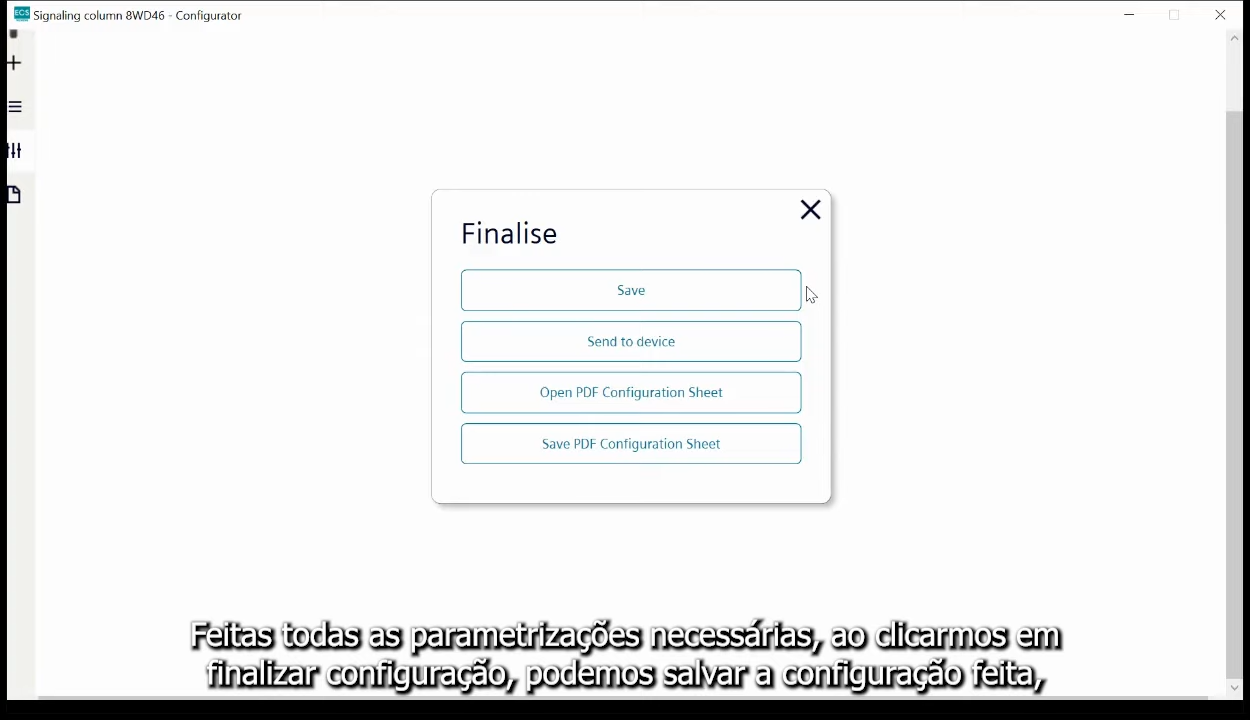 ECS
Signaling column 8WD46 - Configurator
Finalise
Save
Send to device
Open PDF Configuration Sheet
Save PDF Configuration Sheet
Feitas todas as parametrizações necessárias, ao clicarmos em
finalizar configuração, podemos salvar a configuração feita,